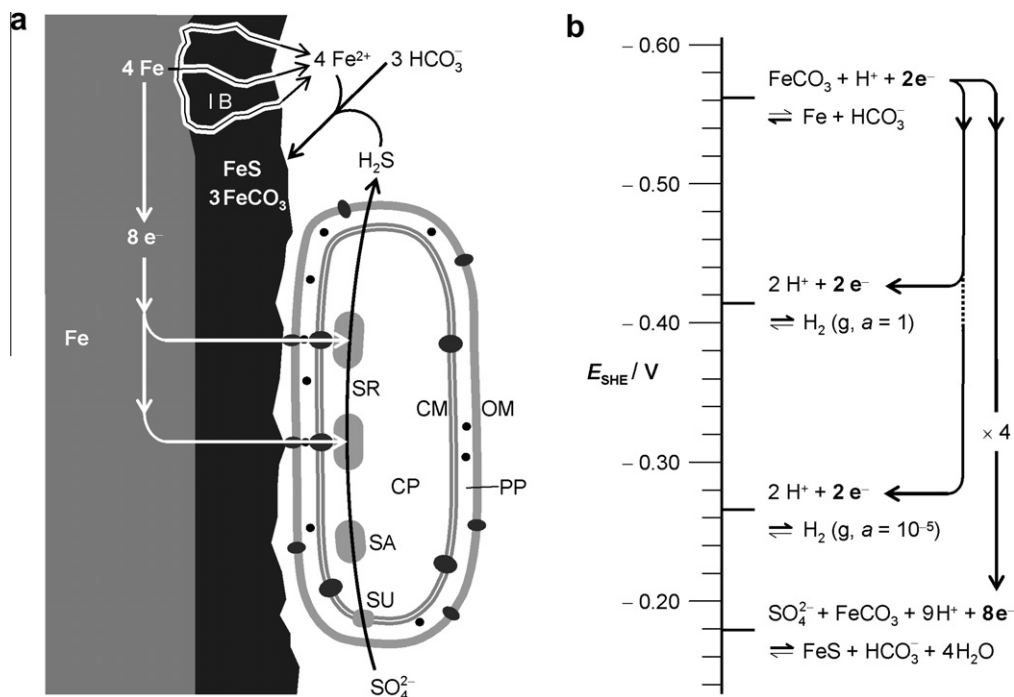 a
4 Fe
4 Fe²⁺
3 HCO₃⁻
I B
H₂S
FeS
3 FeCO₃
8 e⁻
Fe
SR
CM
OM
CP
PP
SA
SU
SO₄²⁻
b
– 0.60
FeCO₃ + H⁺ + 2e⁻
⇌ Fe + HCO₃⁻
– 0.50
2 H⁺ + 2 e⁻
⇌ H₂ (g, a = 1)
– 0.40
E_SHE / V
× 4
– 0.30
2 H⁺ + 2 e⁻
⇌ H₂ (g, a = 10⁻⁵)
– 0.20
SO₄²⁻ + FeCO₃ + 9H⁺ + 8e⁻
⇌ FeS + HCO₃⁻ + 4H₂O